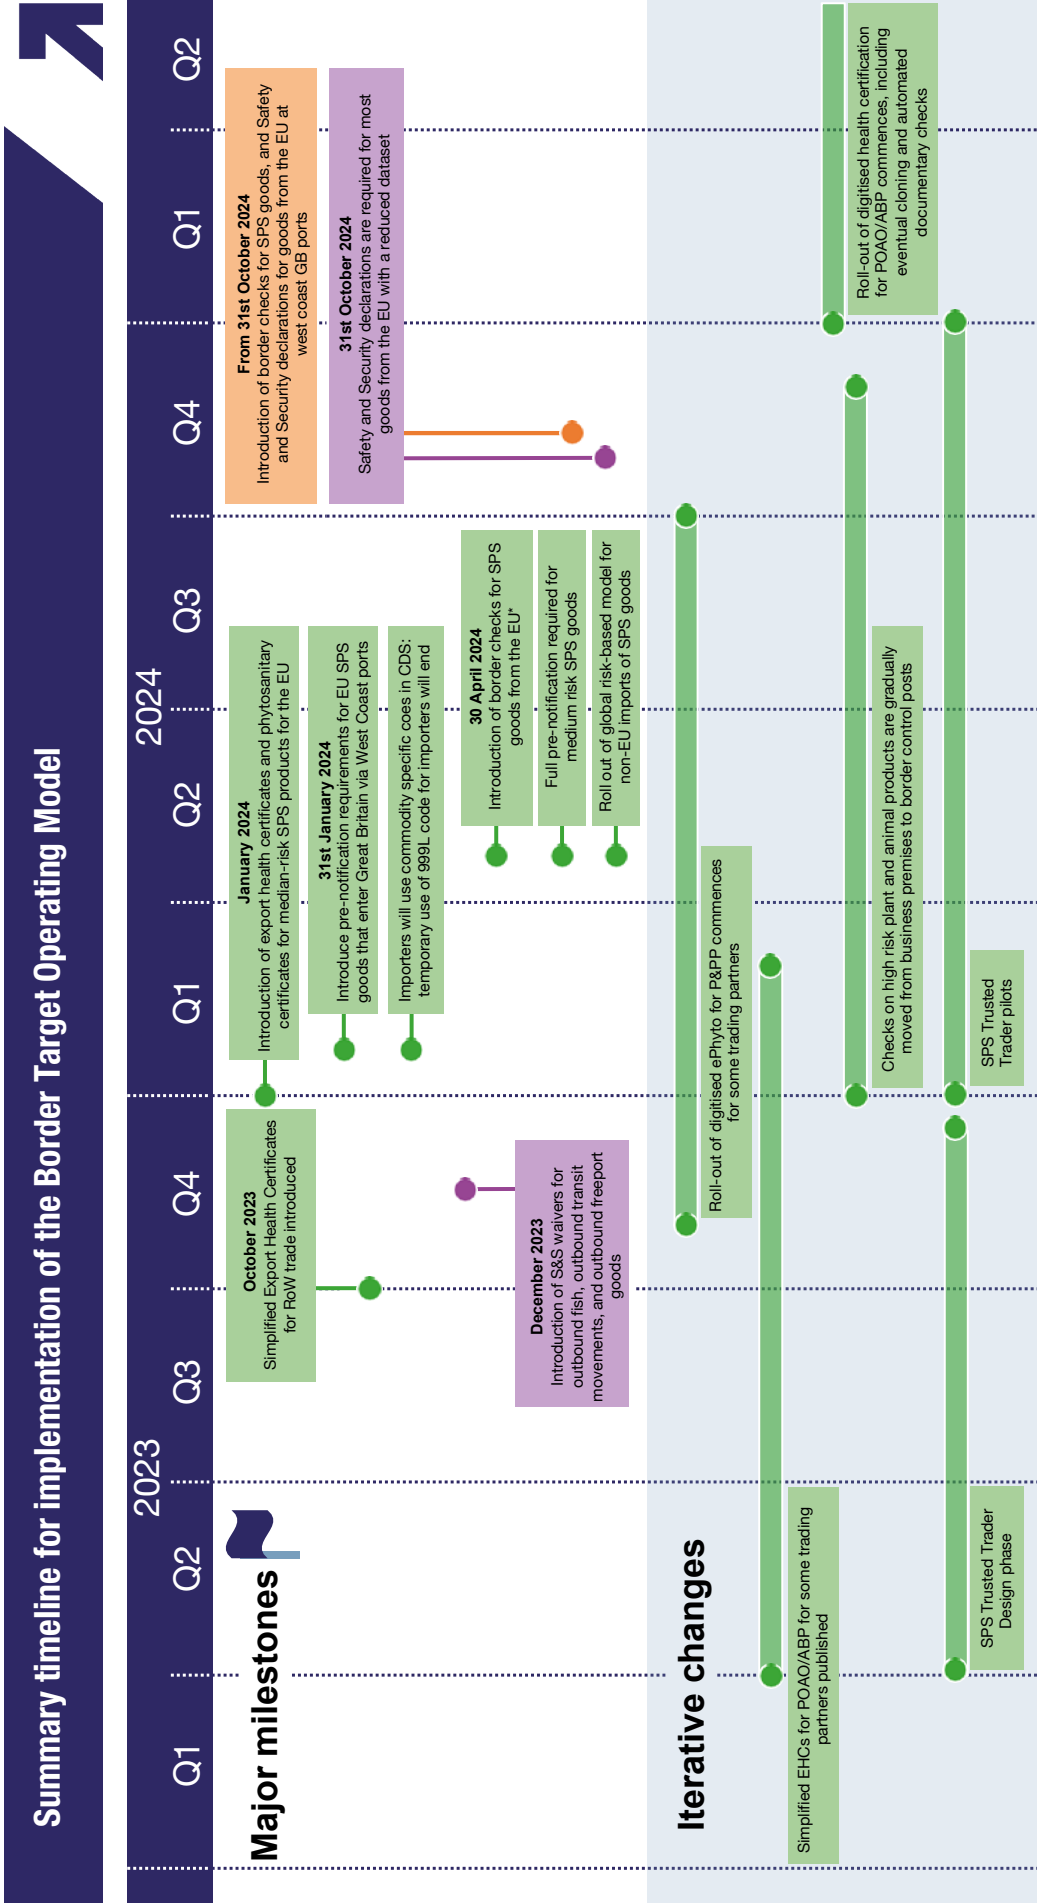 Summary timeline for implementation of the Border Target Operating Model
2023
2024
Q1
Q2
Q3
Q4
Q1
Q2
Q3
Q4
Q1
Q2
Major milestones
October 2023
Simplified Export Health Certificates
for RoW trade introduced
December 2023
Introduction of S&S waivers for
outbound fish, outbound transit
movements, and outbound freeport
goods
January 2024
Introduction of export health certificates and phytosanitary
certificates for median-risk SPS products for the EU
31st January 2024
Introduce pre-notification requirements for EU SPS
goods that enter Great Britain via West Coast ports
Importers will use commodity specific coes in CDS:
temporary use of 999L code for importers will end
30 April 2024
Introduction of border checks for SPS
goods from the EU*
Full pre-notification required for
medium risk SPS goods
Roll out of global risk-based model for
non-EU imports of SPS goods
From 31st October 2024
Introduction of border checks for SPS goods, and Safety
and Security declarations for goods from the EU at
west coast GB ports
31st October 2024
Safety and Security declarations are required for most
goods from the EU with a reduced dataset
Iterative changes
Roll-out of digitised ePhyto for P&PP commences
for some trading partners
Simplified EHCs for POAO/ABP for some trading
partners published
Checks on high risk plant and animal products are gradually
moved from business premises to border control posts
Roll-out of digitised health certification
for POAO/ABP commences, including
eventual cloning and automated
documentary checks
SPS Trusted Trader
Design phase
SPS Trusted
Trader pilots